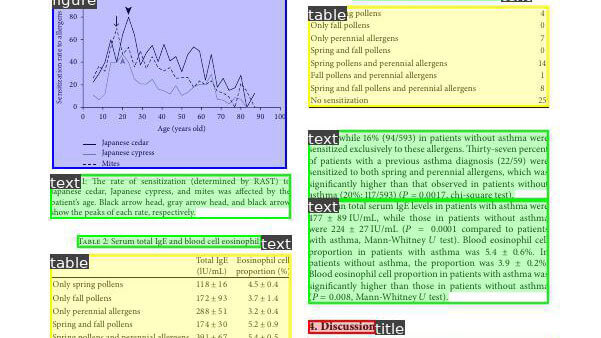 figure
Sensitization rate to allergens
80
60
40
20
0
0 10 20 30 40 50 60 70 80 90 100
Age (years old)
Japanese cedar
Japanese cypress
Mites
text
: The rate of sensitization (determined by RAST) to
Japanese cedar, Japanese cypress, and mites was affected by the
patient's age. Black arrow head, gray arrow head, and black arrow
show the peaks of each rate, respectively.
TABLE 2: Serum total IgE and blood cell eosinophil
text
table
Total IgE (IU/mL) Eosinophil cell proportion (%)
Only spring pollens 118 ± 16 4.5 ± 0.4
Only fall pollens 172 ± 93 3.7 ± 1.4
Only perennial allergens 288 ± 51 3.2 ± 0.4
Spring and fall pollens 174 ± 30 5.2 ± 0.9
Spring pollens and perennial allergens 391 ± 67 5.4 ± 0.5
table
pollens 4
Only fall pollens 0
Only perennial allergens 7
Spring and fall pollens 0
Spring pollens and perennial allergens 14
Fall pollens and perennial allergens 1
Spring and fall pollens and perennial allergens 8
No sensitization 25
text
while 16% (94/593) in patients without asthma were
sensitized exclusively to these allergens. Thirty-seven percent
of patients with a previous asthma diagnosis (22/59) were
sensitized to both spring and perennial allergens, which was
significantly higher than that observed in patients without
asthma (20%: 117/593) (P = 0.0017, chi-square test).
text
total serum IgE levels in patients with asthma were
477 ± 89 IU/mL, while those in patients without asthma
were 224 ± 27 IU/mL (P = 0.0001 compared to patients
with asthma, Mann-Whitney U test). Blood eosinophil cell
proportion in patients with asthma was 5.4 ± 0.6%. In
patients without asthma, the proportion was 3.9 ± 0.2%.
Blood eosinophil cell proportion in patients with asthma was
significantly higher than those in patients without asthma
(P = 0.008, Mann-Whitney U test).
4. Discussion
title